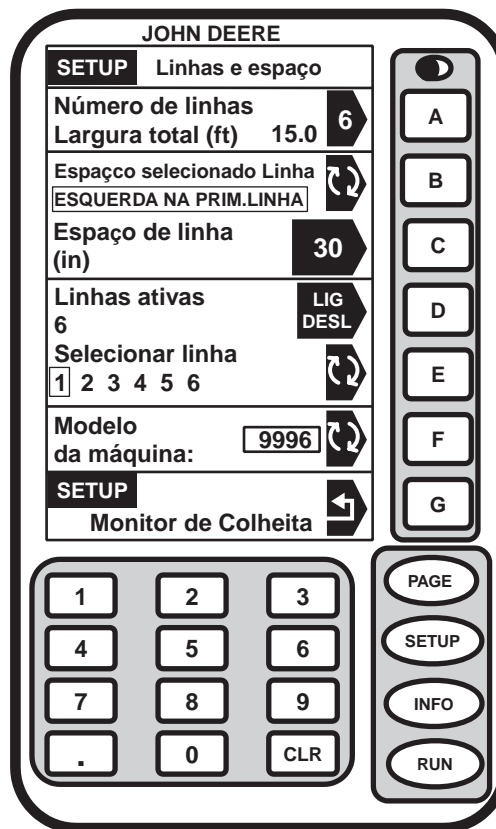 JOHN DEERE
SETUP Linhas e espaço
Número de linhas
Largura total (ft) 15.0 6
Espaçco selecionado Linha
ESQUERDA NA PRIM.LINHA
Espaço de linha
(in) 30
Linhas ativas
6
LIG
DESL
Selecionar linha
1 2 3 4 5 6
Modelo
da máquina: 9996
SETUP
Monitor de Colheita
A
B
C
D
E
F
G
PAGE
SETUP
INFO
RUN
1 2 3
4 5 6
7 8 9
. 0 CLR